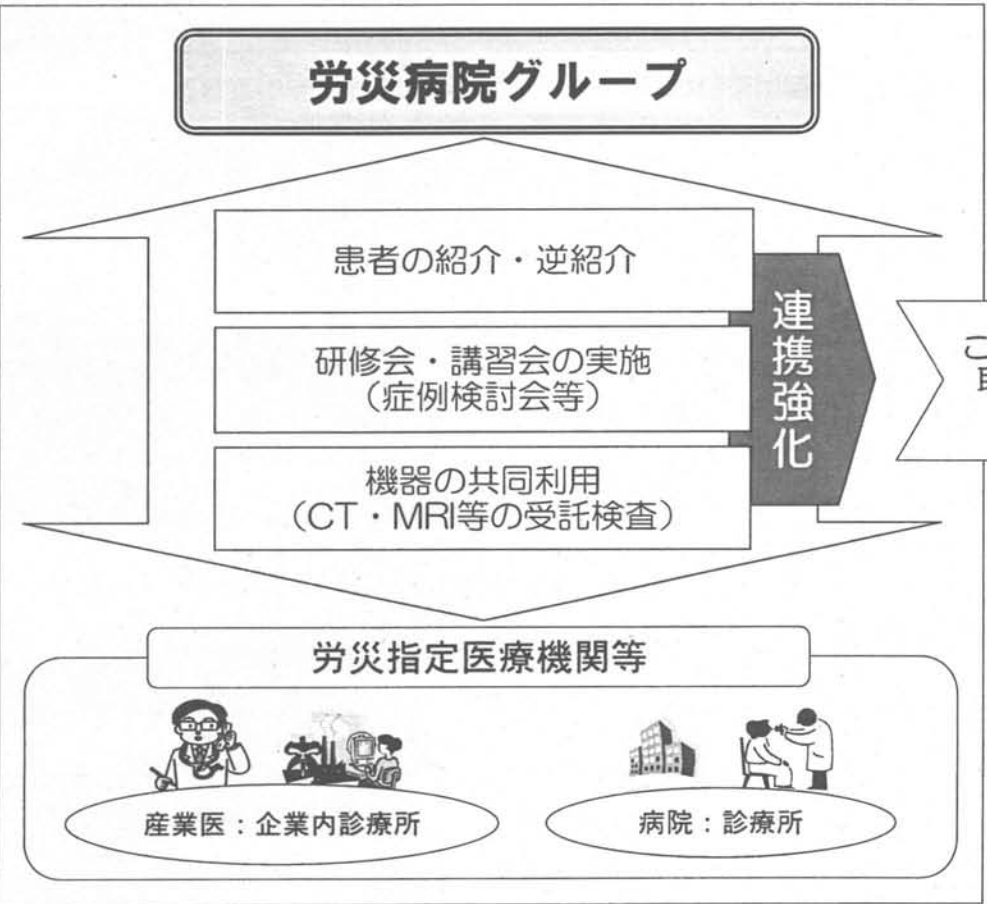 労災病院グループ
患者の紹介・逆紹介
研修会・講習会の実施
（症例検討会等）
機器の共同利用
（CT・MRI等の受託検査）
連携強化
労災指定医療機関等
産業医：企業内診療所
病院：診療所